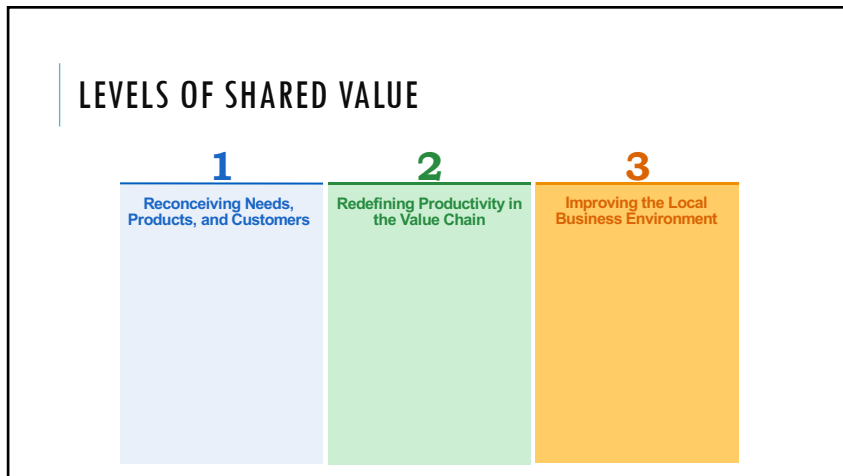 LEVELS OF SHARED VALUE
1
Reconceiving Needs,
Products, and Customers
2
Redefining Productivity in
the Value Chain
3
Improving the Local
Business Environment